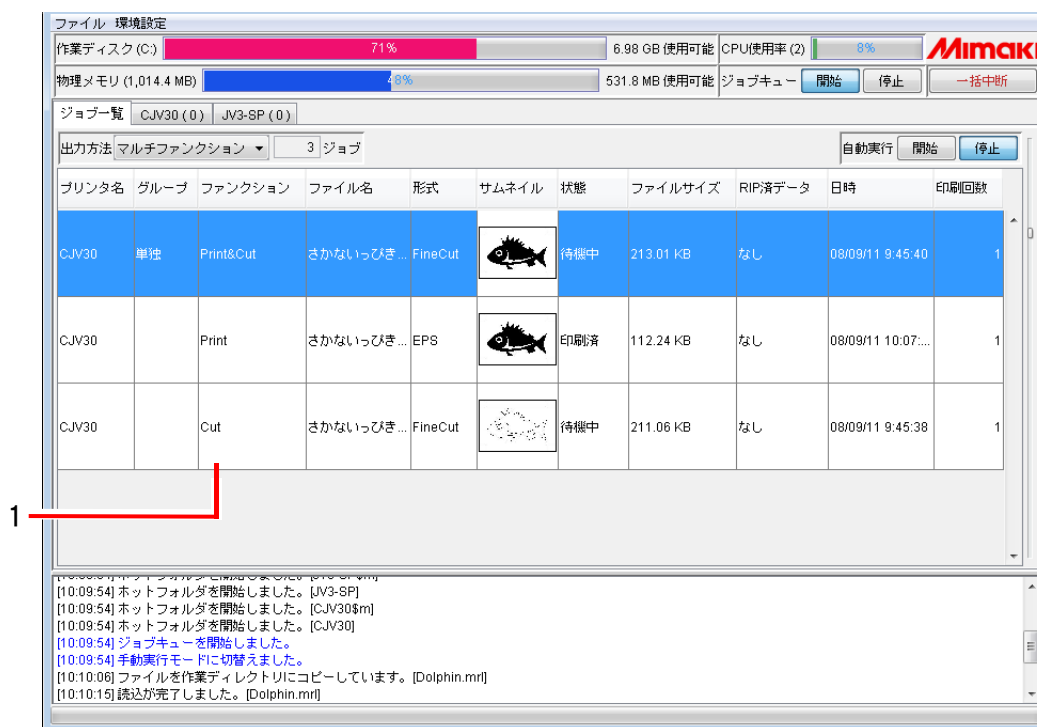 ファイル 環境設定
作業ディスク (C:) 71% 6.98 GB 使用可能 CPU使用率 (2) 8% Mimaki
物理メモリ (1,014.4 MB) 48% 531.8 MB 使用可能 ジョブキュー 開始 停止 一括中断
ジョブ一覧 CJV30 ( 0 ) JV3-SP ( 0 )
出力方法 マルチファンクション 3 ジョブ 自動実行 開始 停止
プリンタ名 グループ ファンクション ファイル名 形式 サムネイル 状態 ファイルサイズ RIP済データ 日時 印刷回数
CJV30 単独 Print&Cut さかないっぴき... FineCut 待機中 213.01 KB なし 08/09/11 9:45:40 1
CJV30 Print さかないっぴき... EPS 印刷済 112.24 KB なし 08/09/11 10:07:... 1
CJV30 Cut さかないっぴき... FineCut 待機中 211.06 KB なし 08/09/11 9:45:38 1
1
[10:09:54] ホットフォルダを開始しました。[JV3-SP]
[10:09:54] ホットフォルダを開始しました。[CJV30$m]
[10:09:54] ホットフォルダを開始しました。[CJV30]
[10:09:54] ジョブキューを開始しました。
[10:09:54] 手動実行モードに切替えました。
[10:10:06] ファイルを作業ディレクトリにコピーしています。[Dolphin.mrl]
[10:10:15] 読込が完了しました。[Dolphin.mrl]